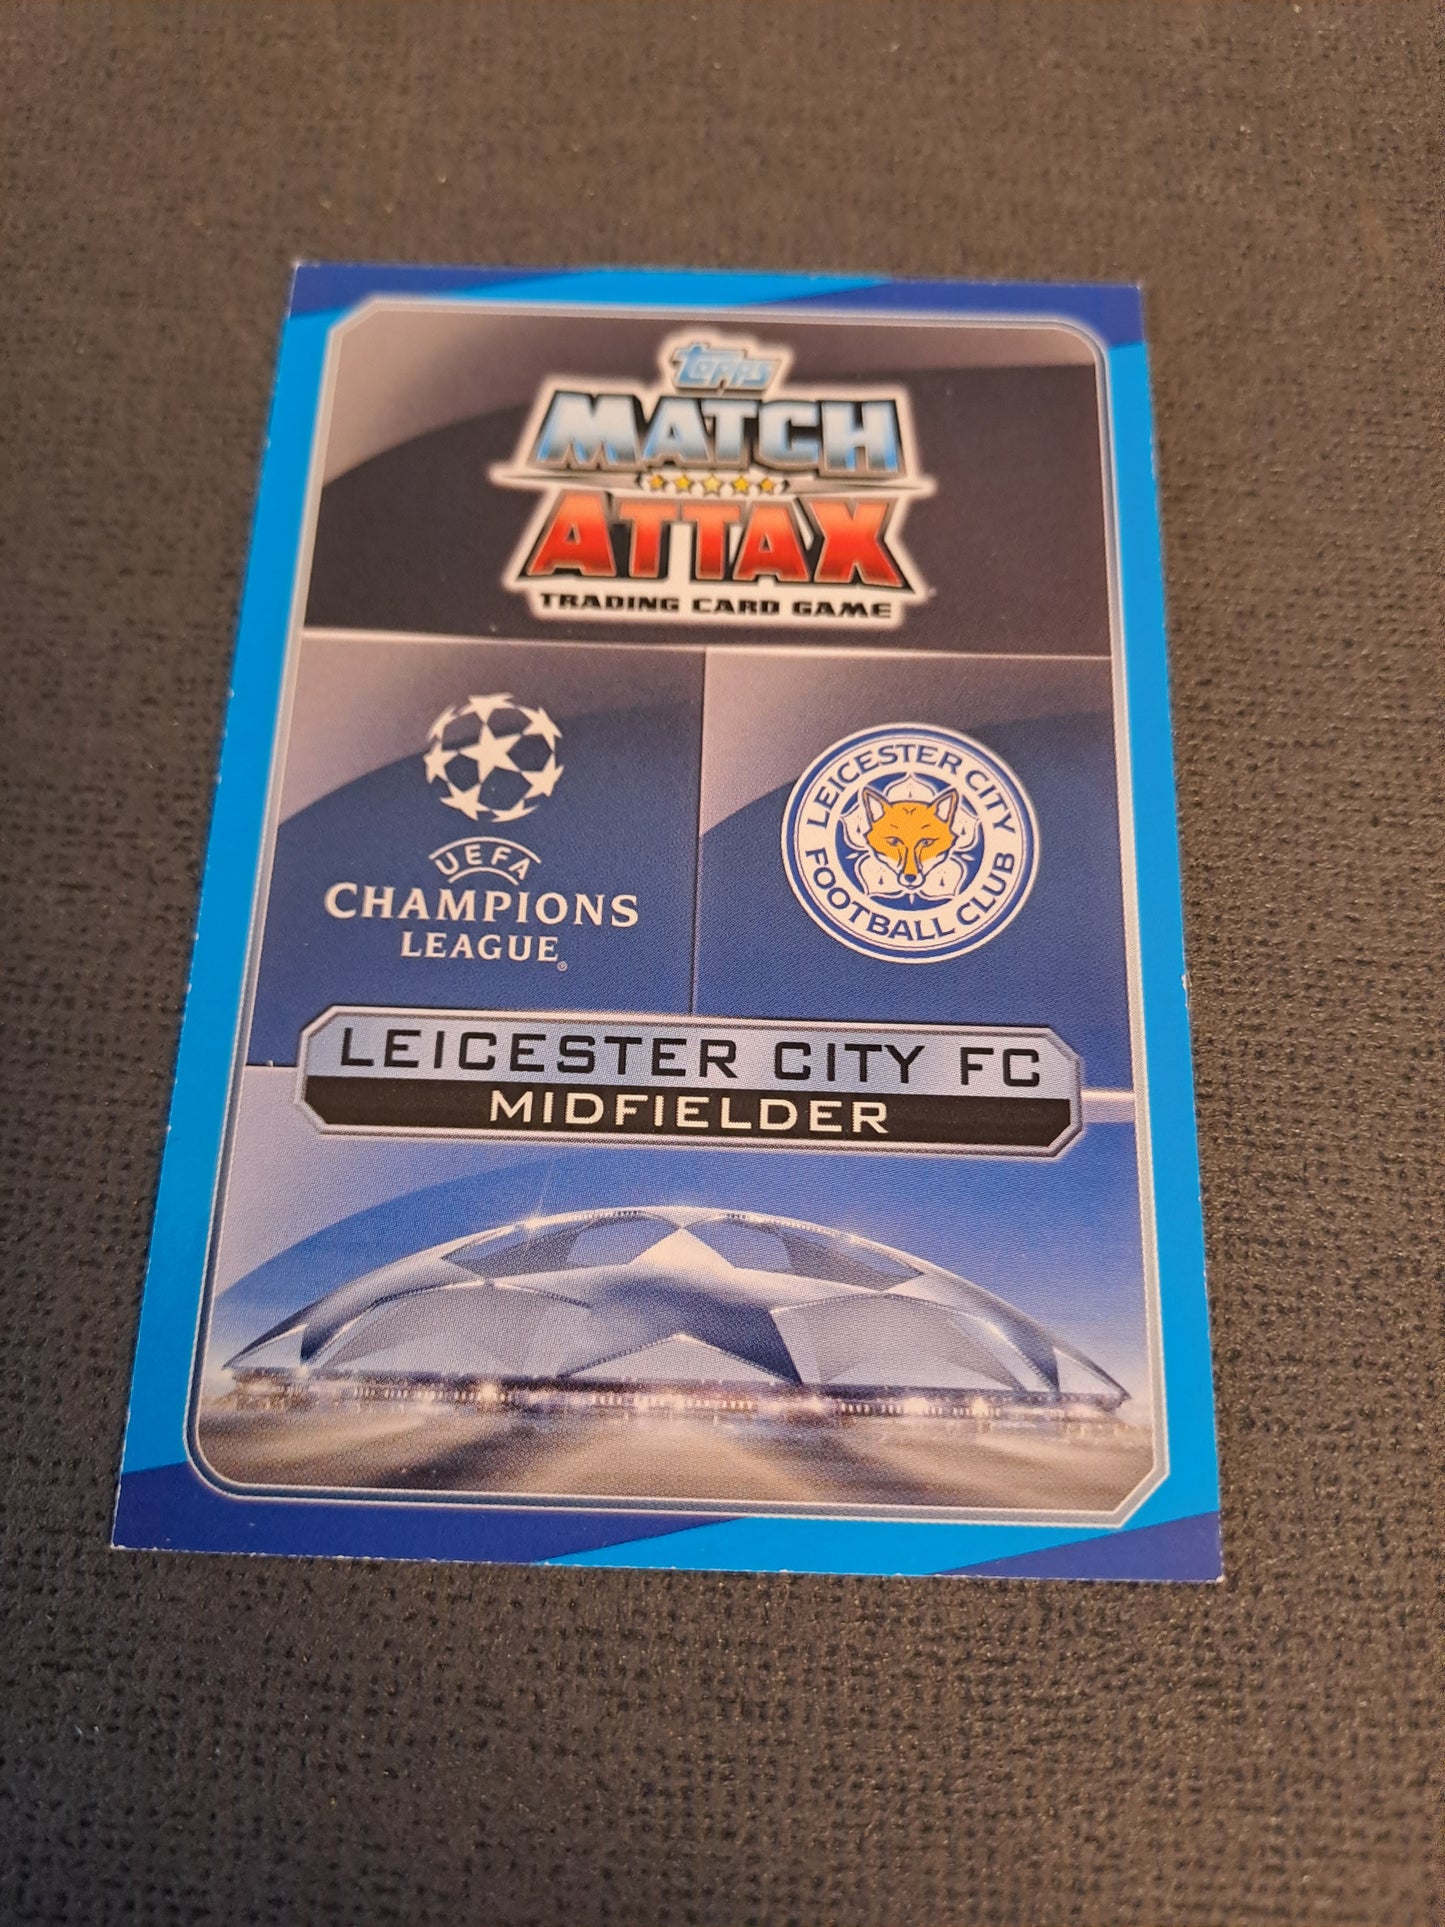 topps
MATCH
ATTAX
TRADING CARD GAME
UEFA
CHAMPIONS
LEAGUE®
LEICESTER CITY
FOOTBALL CLUB
LEICESTER CITY FC
MIDFIELDER